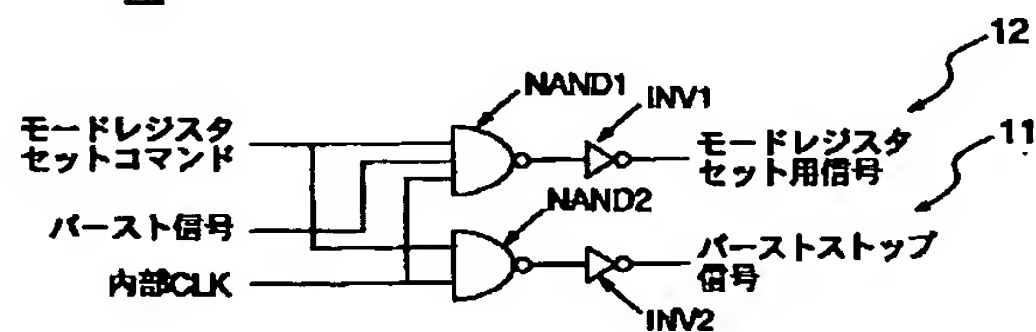 12
NAND1
INV1
モードレジスタ
セットコマンド
モードレジスタ
セット用信号
11
バースト信号
NAND2
バーストストップ
信号
内部CLK
INV2